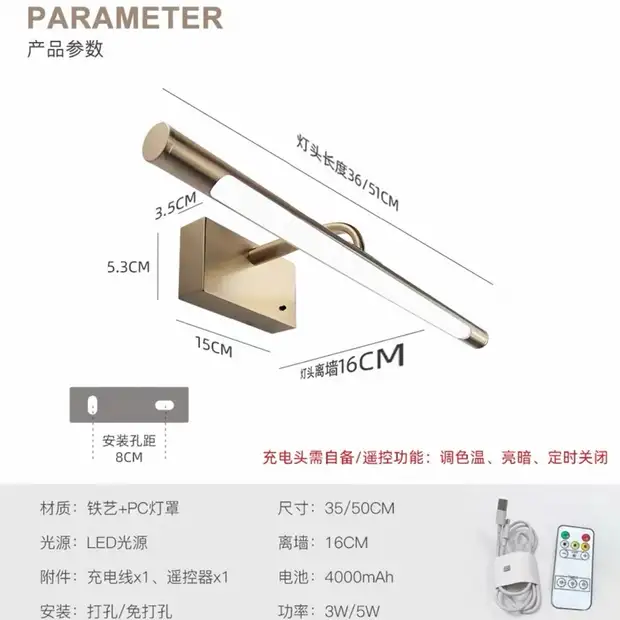 PARAMETER
产品参数
灯头长度36/51CM
3.5CM
5.3CM
15CM
灯头离墙16CM
安装孔距
8CM
充电头需自备/遥控功能：调色温、亮暗、定时关闭
材质：铁艺+PC灯罩
尺寸：35/50CM
光源：LED光源
离墙：16CM
附件：充电线x1、遥控器x1
电池：4000mAh
安装：打孔/免打孔
功率：3W/5W